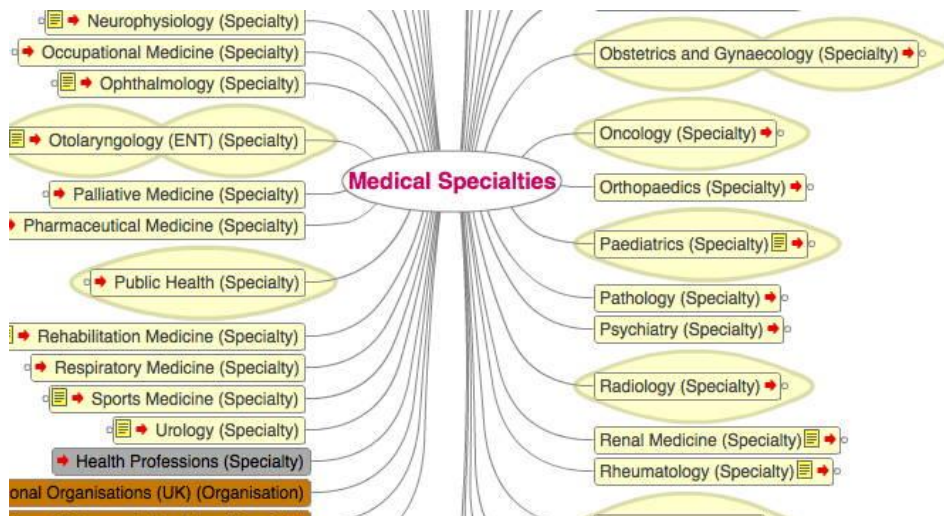 Neurophysiology (Specialty)
Occupational Medicine (Specialty)
Ophthalmology (Specialty)
Otolaryngology (ENT) (Specialty)
Palliative Medicine (Specialty)
Pharmaceutical Medicine (Specialty)
Public Health (Specialty)
Rehabilitation Medicine (Specialty)
Respiratory Medicine (Specialty)
Sports Medicine (Specialty)
Urology (Specialty)
Health Professions (Specialty)
Organisations (UK) (Organisation)
Medical Specialties
Obstetrics and Gynaecology (Specialty)
Oncology (Specialty)
Orthopaedics (Specialty)
Paediatrics (Specialty)
Pathology (Specialty)
Psychiatry (Specialty)
Radiology (Specialty)
Renal Medicine (Specialty)
Rheumatology (Specialty)